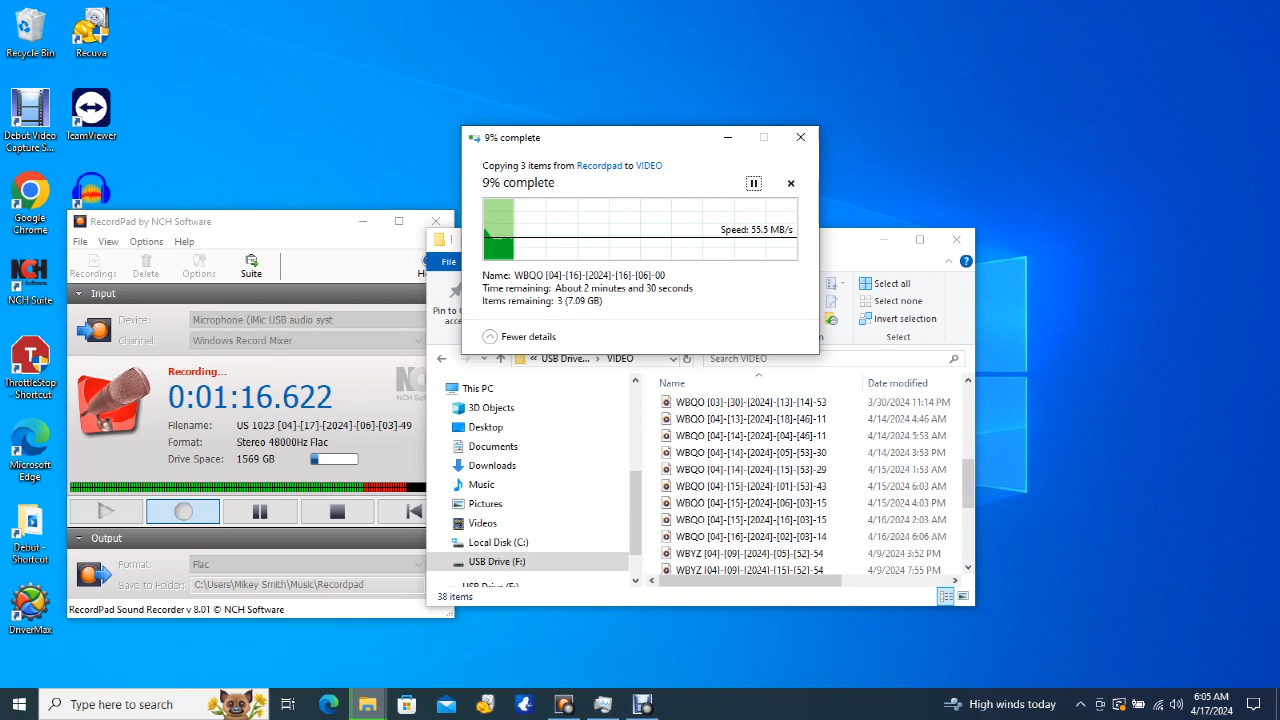 Recycle Bin
Recuva
Debut Video
Capture S...
TeamViewer
Google
Chrome
NCH
Software
NCH Suite
ThrottleStop
- Shortcut
Microsoft
Edge
Debut -
Shortcut
DriverMax
RecordPad by NCH Software
File View Options Help
Recordings Delete Options Suite
Input
Device: Microphone (iMic USB audio syst
Channel: Windows Record Mixer
Recording...
0:01:16.622
NCH
Filename: US 1023 [04]-[17]-[2024]-[06]-[03]-49
Format: Stereo 48000Hz Flac
Drive Space: 1569 GB
Output
Format: Flac
Save to Folder: C:\Users\Mikey Smith\Music\Recordpad
RecordPad Sound Recorder v 8.01 © NCH Software
9% complete
Copying 3 items from Recordpad to VIDEO
9% complete
Speed: 55.5 MB/s
Name: WBQO [04]-[16]-[2024]-[16]-[06]-00
Time remaining: About 2 minutes and 30 seconds
Items remaining: 3 (7.09 GB)
Fewer details
File
Pin to
Select all
Select none
Invert selection
Select
« USB Drive... › VIDEO
Search VIDEO
This PC
3D Objects
Desktop
Documents
Downloads
Music
Pictures
Videos
Local Disk (C:)
USB Drive (F:)
USB Drive (F:)
Name Date modified
WBQO [03]-[30]-[2024]-[13]-[14]-53 3/30/2024 11:14 PM
WBQO [04]-[13]-[2024]-[18]-[46]-11 4/14/2024 4:46 AM
WBQO [04]-[14]-[2024]-[04]-[46]-11 4/14/2024 5:53 AM
WBQO [04]-[14]-[2024]-[05]-[53]-30 4/14/2024 3:53 PM
WBQO [04]-[14]-[2024]-[15]-[53]-29 4/15/2024 1:53 AM
WBQO [04]-[15]-[2024]-[01]-[53]-43 4/15/2024 6:03 AM
WBQO [04]-[15]-[2024]-[06]-[03]-15 4/15/2024 4:03 PM
WBQO [04]-[15]-[2024]-[16]-[03]-15 4/16/2024 2:03 AM
WBQO [04]-[16]-[2024]-[02]-[03]-14 4/16/2024 6:06 AM
WBYZ [04]-[09]-[2024]-[05]-[52]-54 4/9/2024 3:52 PM
WBYZ [04]-[09]-[2024]-[15]-[52]-54 4/9/2024 7:55 PM
38 items
Type here to search
High winds today
6:05 AM
4/17/2024